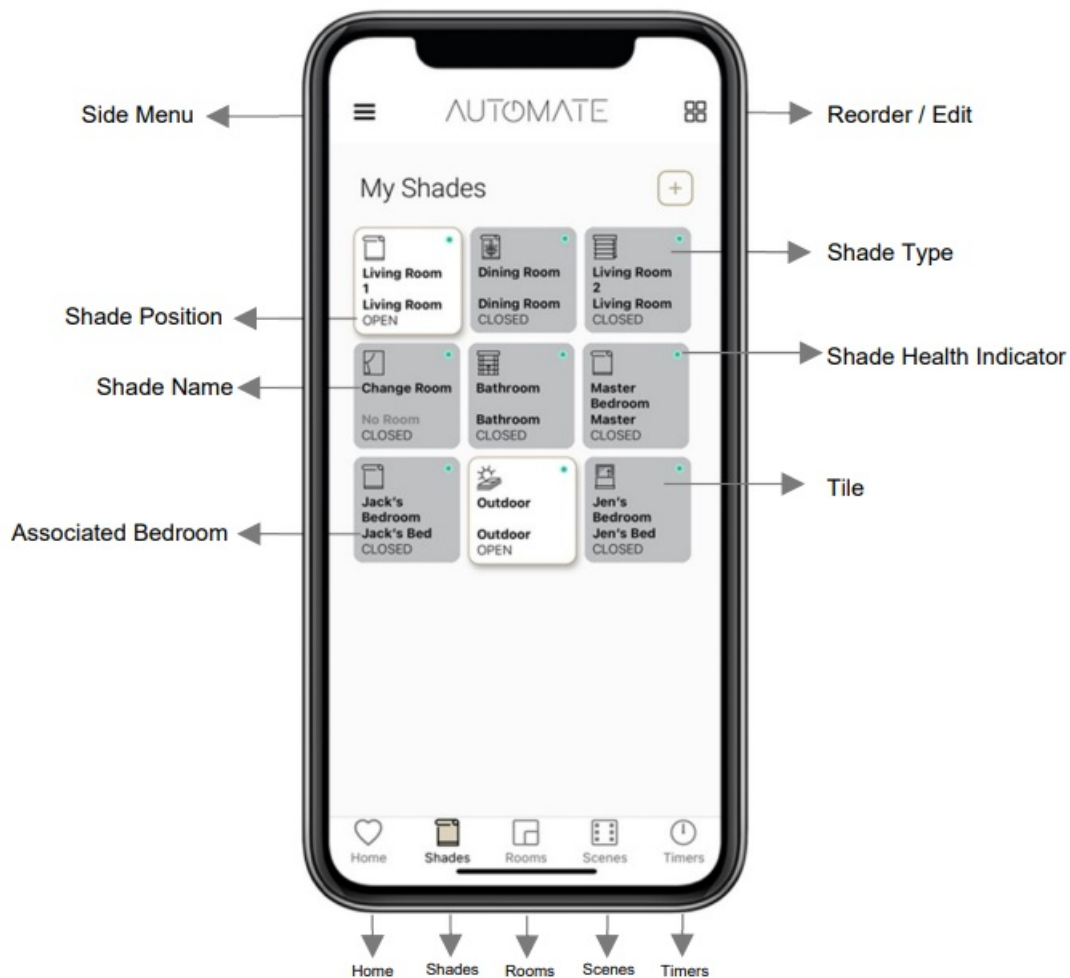 Side Menu
AUTOMATE
Reorder / Edit
My Shades
+
Living Room
1
Living Room
OPEN
Dining Room
Dining Room
CLOSED
Living Room
2
Living Room
CLOSED
Shade Type
Shade Position
Change Room
No Room
CLOSED
Bathroom
Bathroom
CLOSED
Master
Bedroom
Master
CLOSED
Shade Health Indicator
Shade Name
Jack's
Bedroom
Jack's Bed
CLOSED
Outdoor
Outdoor
OPEN
Jen's
Bedroom
Jen's Bed
CLOSED
Tile
Associated Bedroom
Home
Shades
Rooms
Scenes
Timers
Home
Shades
Rooms
Scenes
Timers